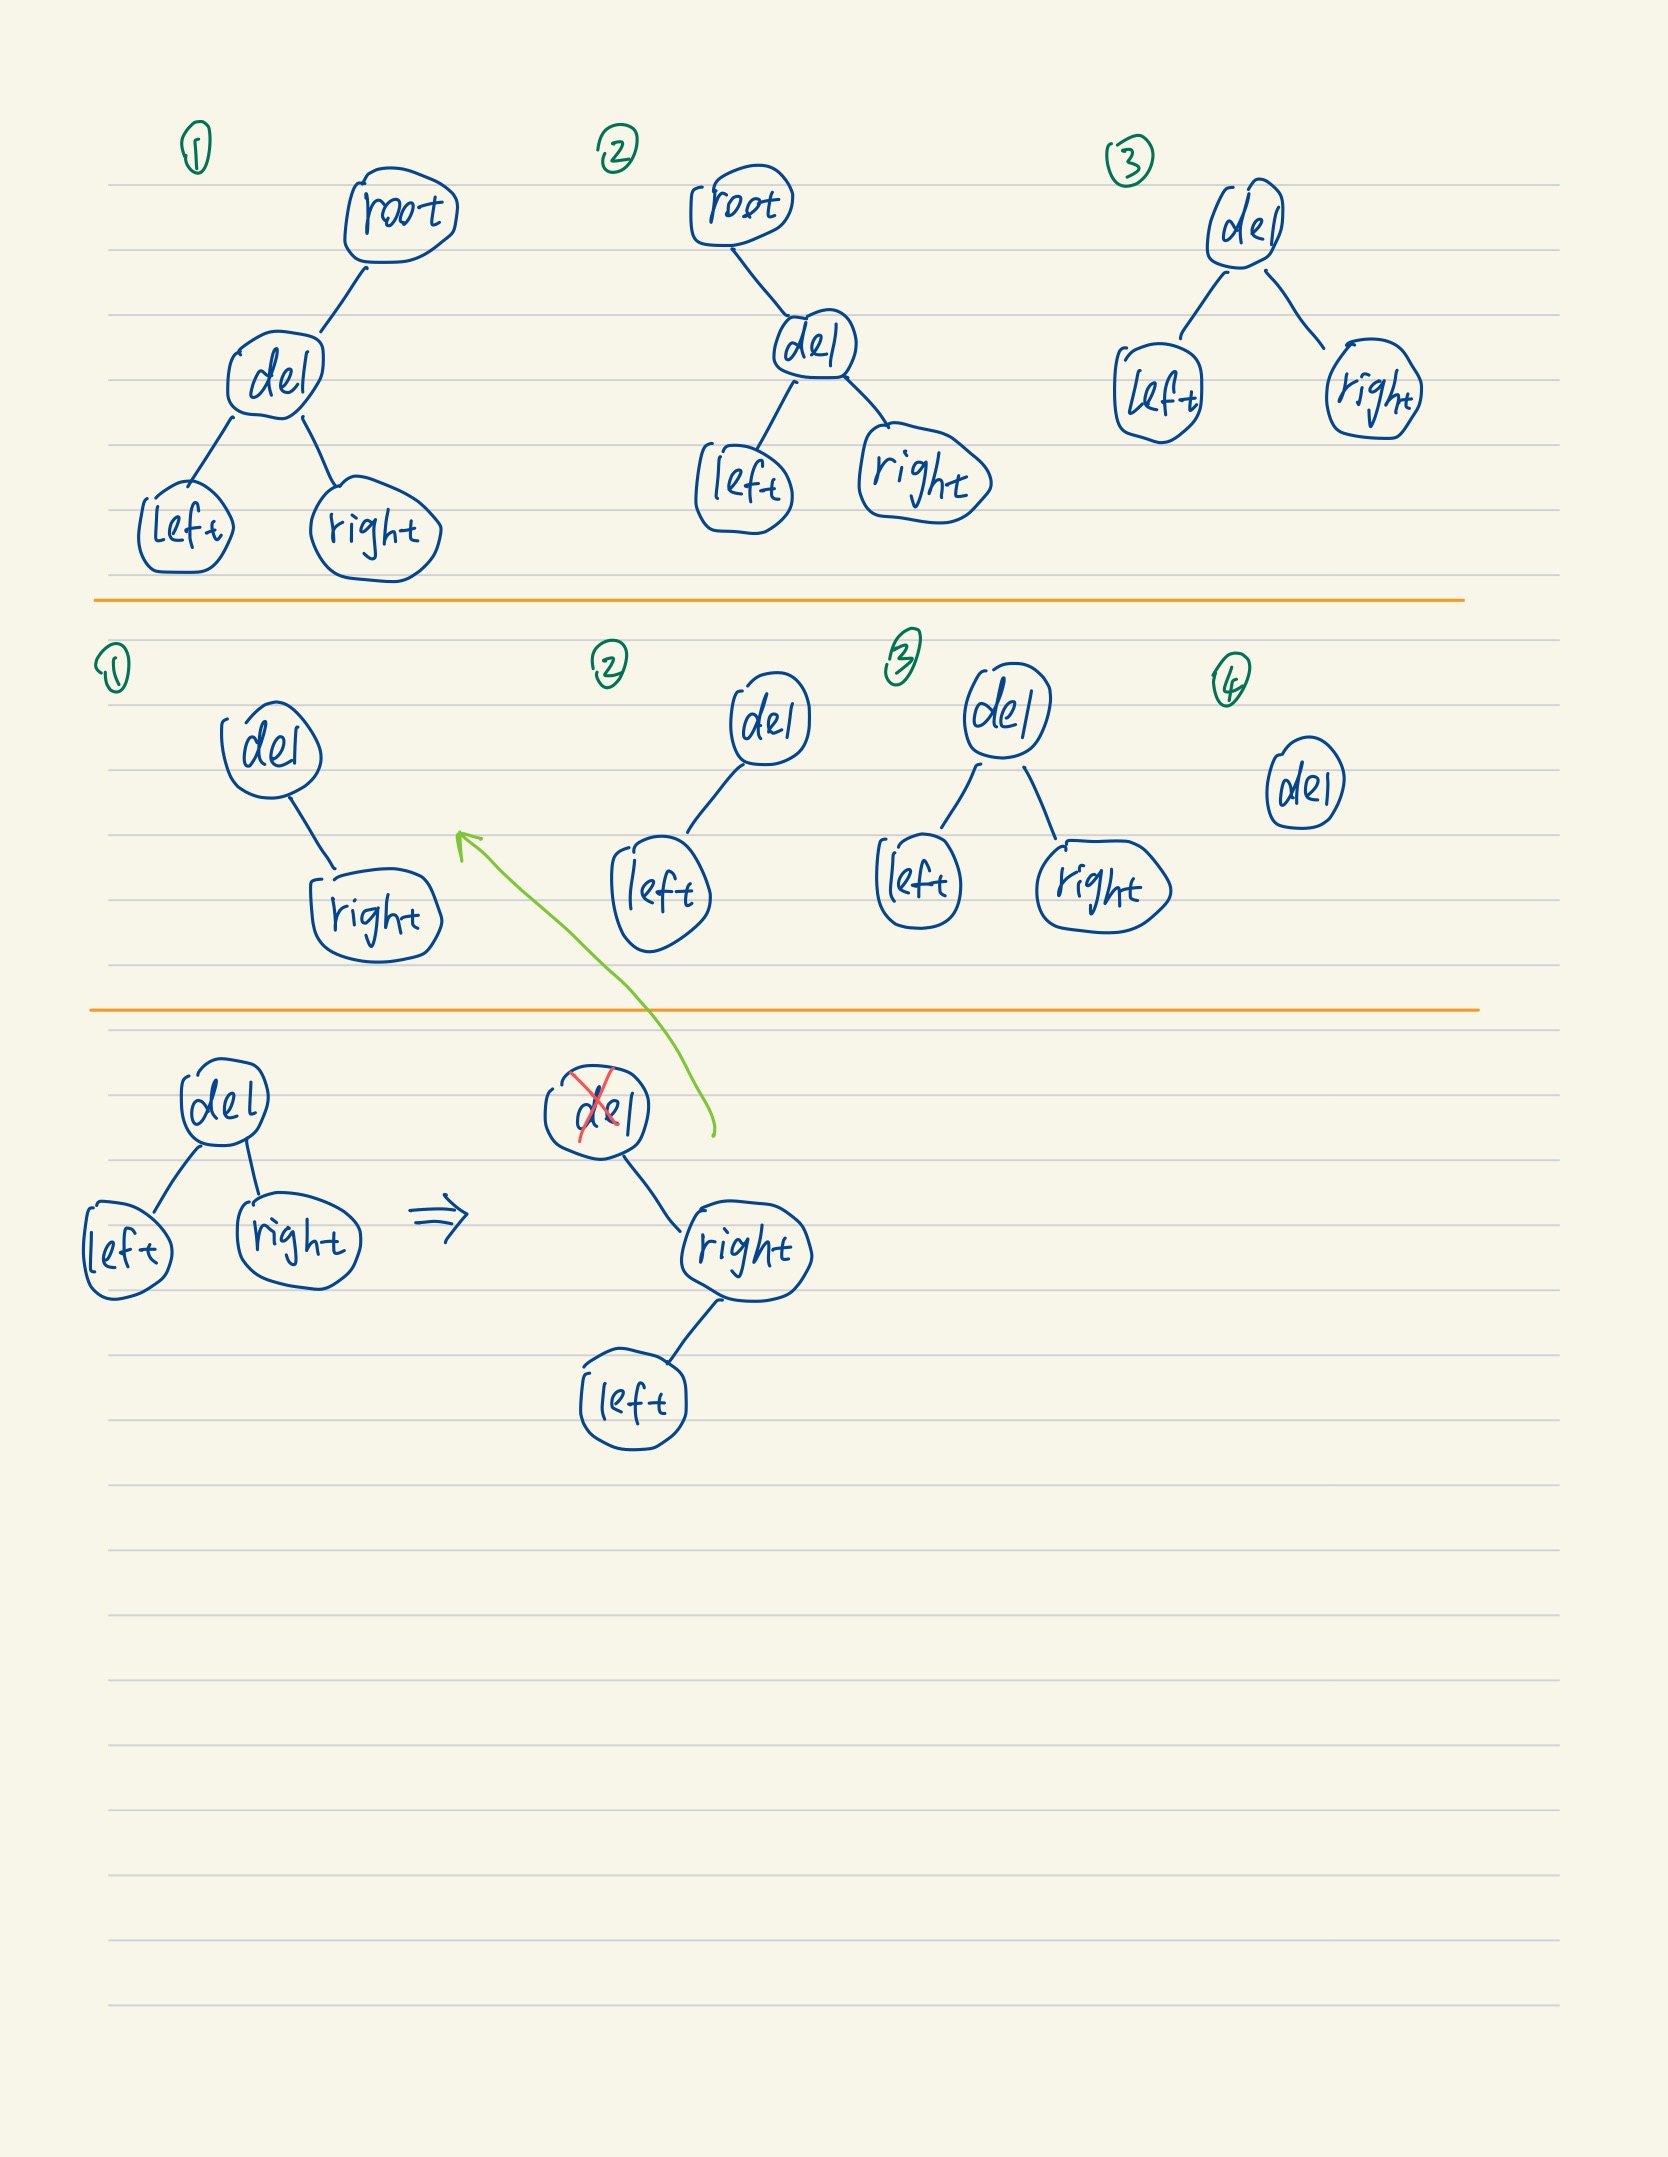 ① ② ③
root root del
del del left right
left right left right
① ② ③ ④
del del del del
right left left right
del del
left right ⇒ right
left